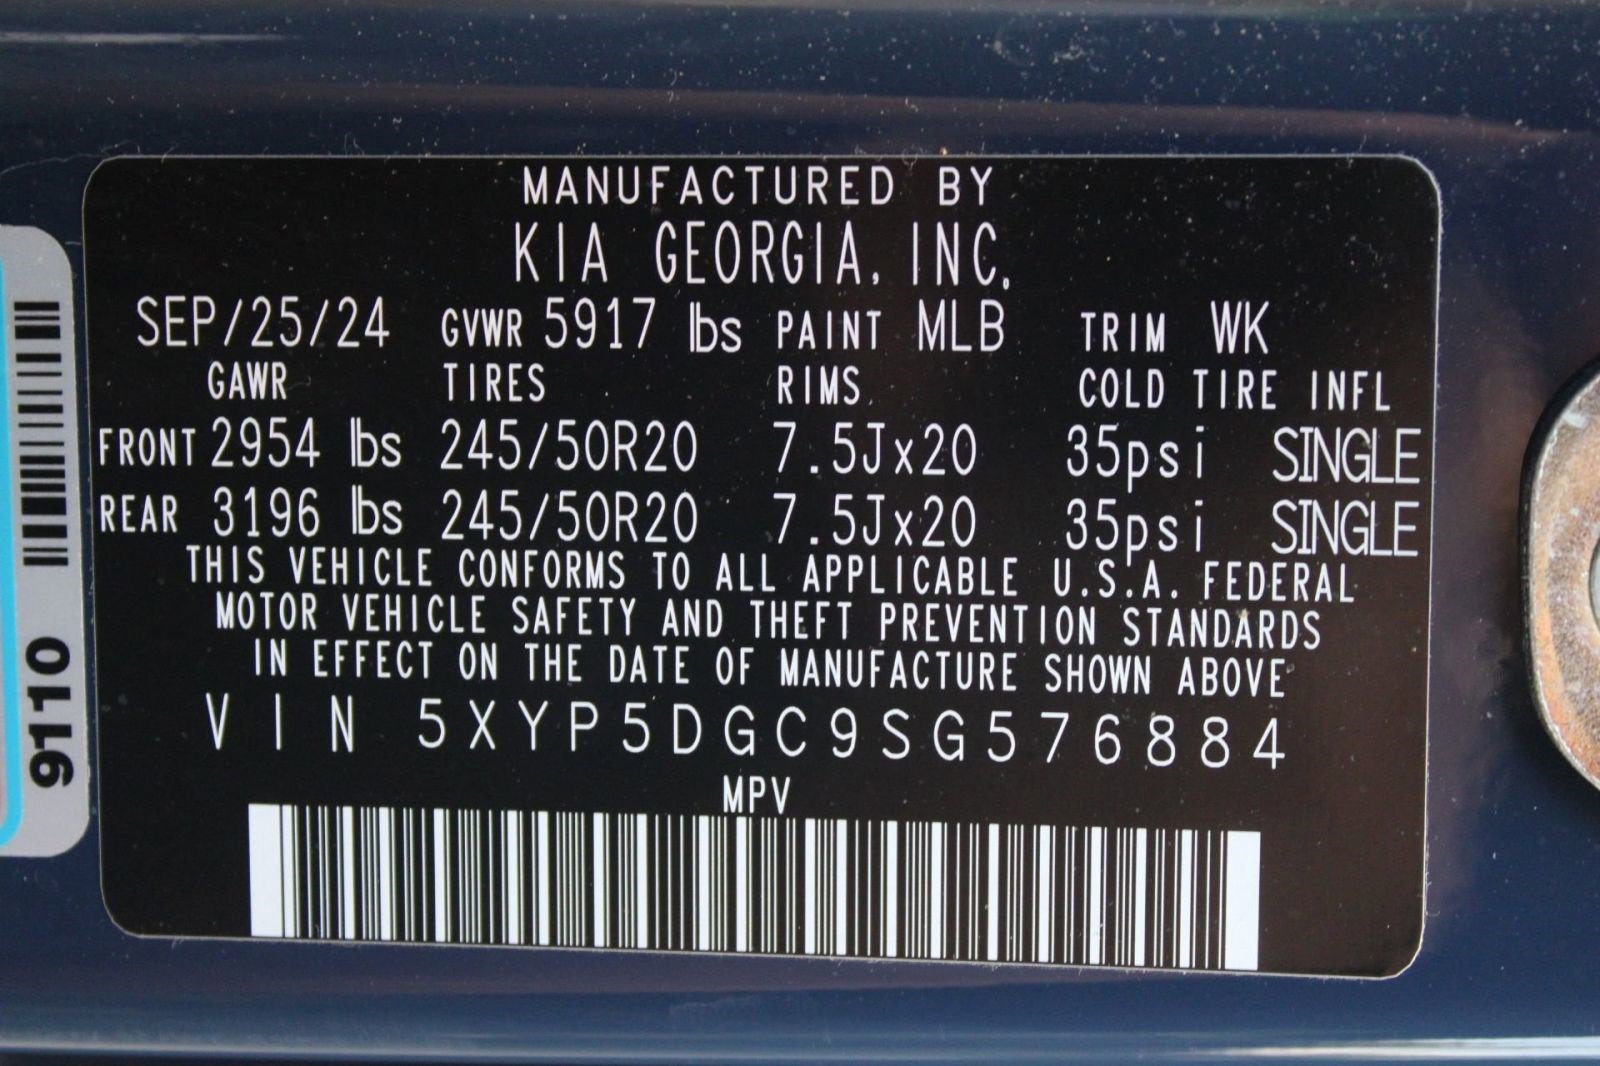 MANUFACTURED BY
KIA GEORGIA, INC.
SEP/25/24 GVWR 5917 lbs PAINT MLB TRIM WK
GAWR TIRES RIMS COLD TIRE INFL
FRONT 2954 lbs 245/50R20 7.5Jx20 35psi SINGLE
REAR 3196 lbs 245/50R20 7.5Jx20 35psi SINGLE
THIS VEHICLE CONFORMS TO ALL APPLICABLE U.S.A. FEDERAL
MOTOR VEHICLE SAFETY AND THEFT PREVENTION STANDARDS
IN EFFECT ON THE DATE OF MANUFACTURE SHOWN ABOVE
VIN 5XYP5DGC9SG576884
MPV
9110